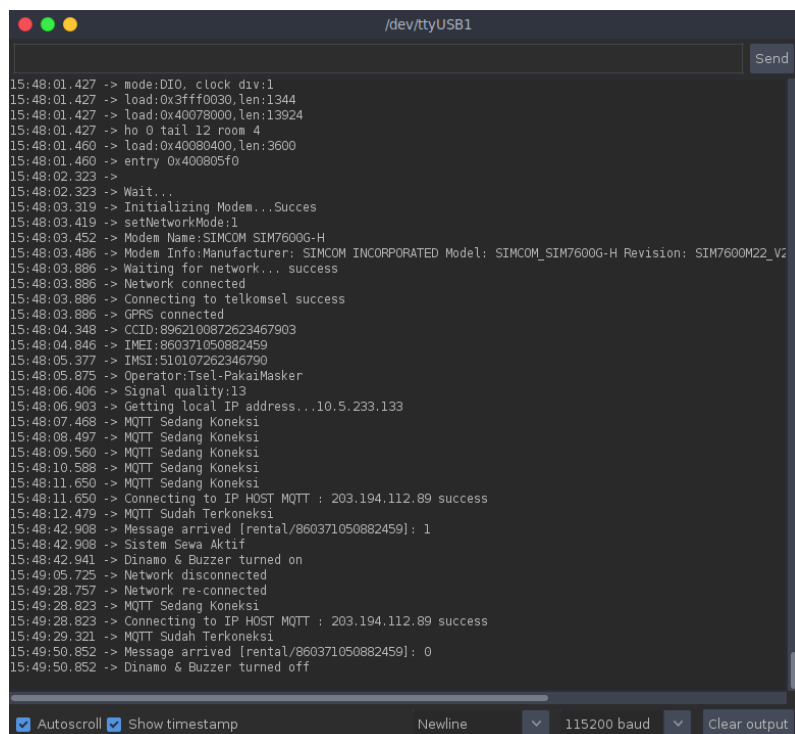 /dev/ttyUSB1
Send
15:48:01.427 -> mode:DIO, clock div:1
15:48:01.427 -> load:0x3fff0030,len:1344
15:48:01.427 -> load:0x40078000,len:13924
15:48:01.427 -> ho 0 tail 12 room 4
15:48:01.460 -> load:0x40080400,len:3600
15:48:01.460 -> entry 0x400805f0
15:48:02.323 ->
15:48:02.323 -> Wait...
15:48:03.319 -> Initializing Modem...Succes
15:48:03.419 -> setNetworkMode:1
15:48:03.452 -> Modem Name:SIMCOM SIM7600G-H
15:48:03.486 -> Modem Info:Manufacturer: SIMCOM INCORPORATED Model: SIMCOM_SIM7600G-H Revision: SIM7600M22_V2
15:48:03.886 -> Waiting for network... success
15:48:03.886 -> Network connected
15:48:03.886 -> Connecting to telkomsel success
15:48:03.886 -> GPRS connected
15:48:04.348 -> CCID:8962100872623467903
15:48:04.846 -> IMEI:860371050882459
15:48:05.377 -> IMSI:510107262346790
15:48:05.875 -> Operator:Tsel-PakaiMasker
15:48:06.406 -> Signal quality:13
15:48:06.903 -> Getting local IP address...10.5.233.133
15:48:07.468 -> MQTT Sedang Koneksi
15:48:08.497 -> MQTT Sedang Koneksi
15:48:09.560 -> MQTT Sedang Koneksi
15:48:10.588 -> MQTT Sedang Koneksi
15:48:11.650 -> MQTT Sedang Koneksi
15:48:11.650 -> Connecting to IP HOST MQTT : 203.194.112.89 success
15:48:12.479 -> MQTT Sudah Terkoneksi
15:48:42.908 -> Message arrived [rental/860371050882459]: 1
15:48:42.908 -> Sistem Sewa Aktif
15:48:42.941 -> Dinamo & Buzzer turned on
15:49:05.725 -> Network disconnected
15:49:28.757 -> Network re-connected
15:49:28.823 -> MQTT Sedang Koneksi
15:49:28.823 -> Connecting to IP HOST MQTT : 203.194.112.89 success
15:49:29.321 -> MQTT Sudah Terkoneksi
15:49:50.852 -> Message arrived [rental/860371050882459]: 0
15:49:50.852 -> Dinamo & Buzzer turned off
Autoscroll Show timestamp Newline 115200 baud Clear output